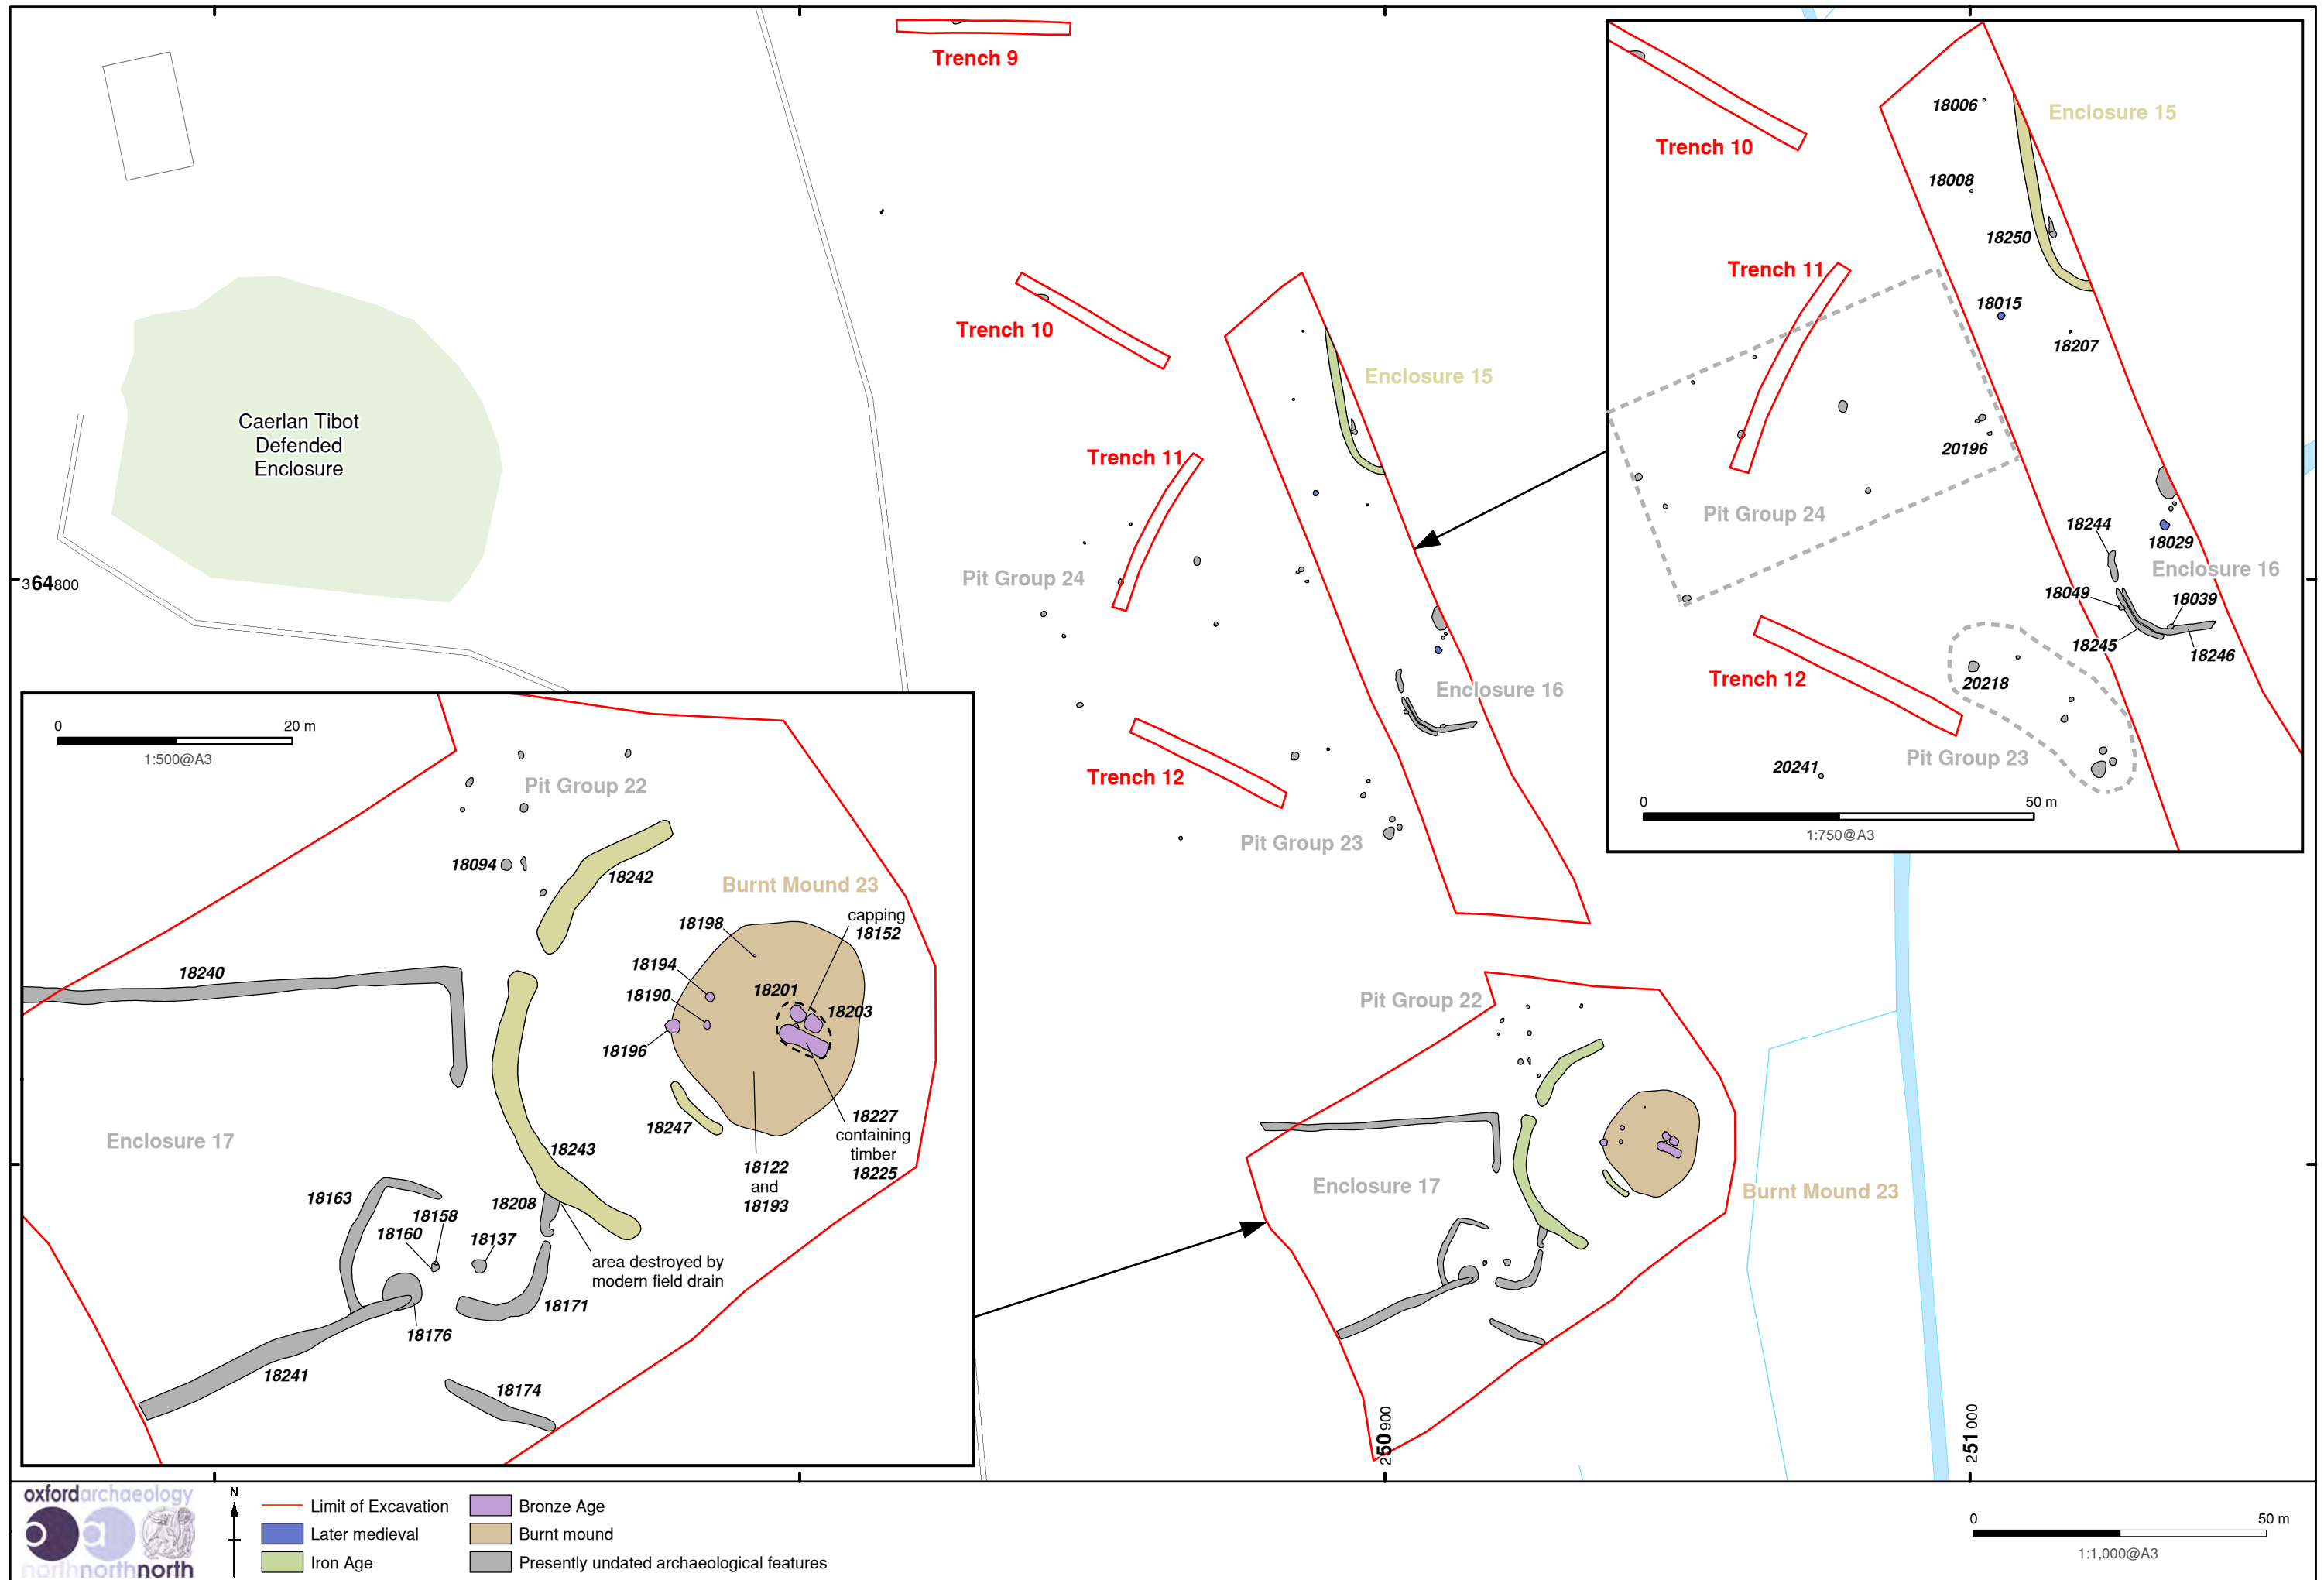 Trench 9
Trench 10
Enclosure 15
Trench 11
Pit Group 24
Enclosure 16
Trench 12
Pit Group 23
Pit Group 22
Enclosure 17
Burnt Mound 23
Caerlan Tibot
Defended
Enclosure
364800
250900
251000
18006
Enclosure 15
Trench 10
18008
18250
Trench 11
18015
18207
20196
Pit Group 24
18244
18029
Enclosure 16
18049
18039
18245
18246
Trench 12
20218
Pit Group 23
20241
0
50 m
1:750@A3
0
20 m
1:500@A3
Pit Group 22
18094
18242
Burnt Mound 23
capping
18152
18198
18194
18201
18190
18203
18196
18240
18247
18227
containing
timber
18225
18122
and
18193
Enclosure 17
18243
18163
18208
18158
18160
18137
area destroyed by
modern field drain
18171
18176
18241
18174
oxfordarchaeology
o a
northnorthnorth
N
Limit of Excavation
Later medieval
Iron Age
Bronze Age
Burnt mound
Presently undated archaeological features
0
50 m
1:1,000@A3